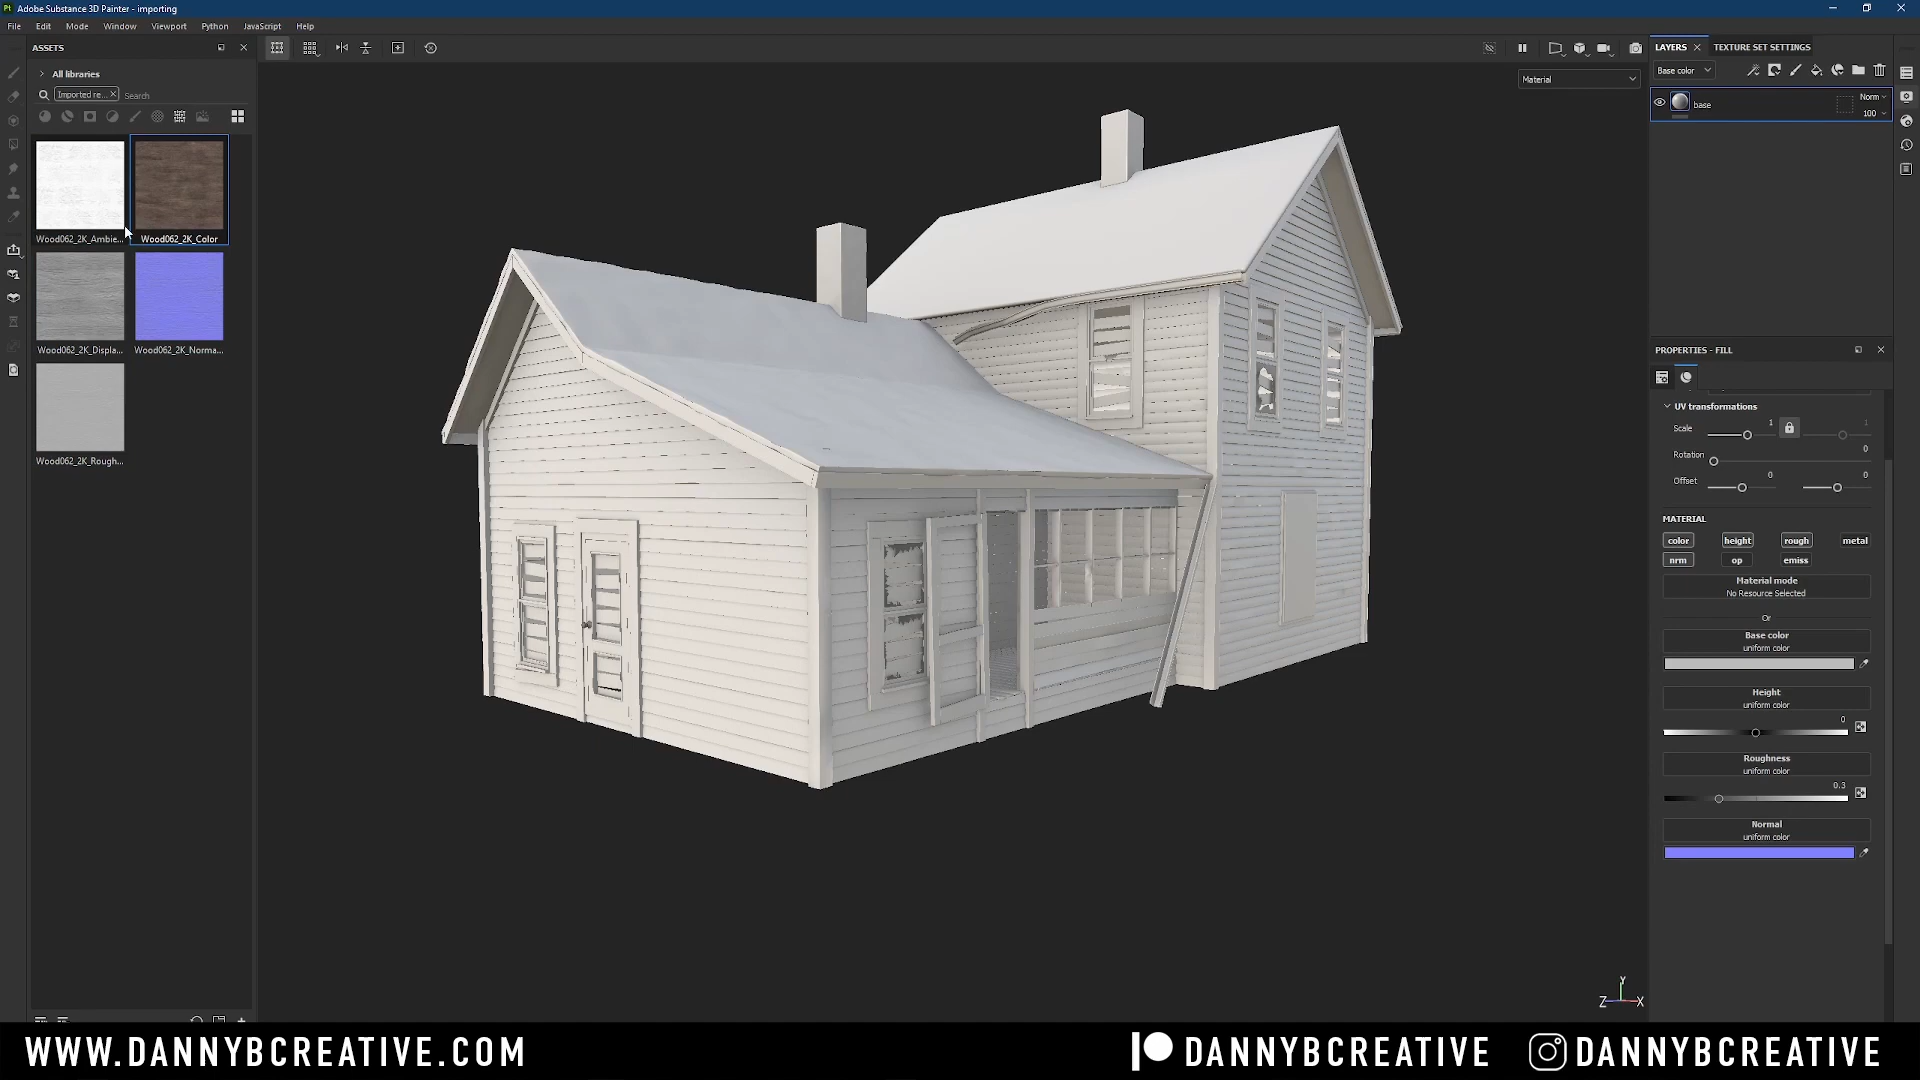 Pt Adobe Substance 3D Painter - importing
File Edit Mode Window Viewport Python JavaScript Help
ASSETS
All libraries
Imported re... Search
Wood062_2K_Ambie...
Wood062_2K_Color
Wood062_2K_Displa...
Wood062_2K_Norma...
Wood062_2K_Rough...
Material
Y
Z
X
LAYERS
TEXTURE SET SETTINGS
Base color
base
Norm
100
PROPERTIES - FILL
UV transformations
Scale 1 1
Rotation 0
Offset 0 0
MATERIAL
color height rough metal
nrm op emiss
Material mode
No Resource Selected
Or
Base color
uniform color
Height
uniform color
0
Roughness
uniform color
0.3
Normal
uniform color
WWW.DANNYBCREATIVE.COM
DANNYBCREATIVE
DANNYBCREATIVE